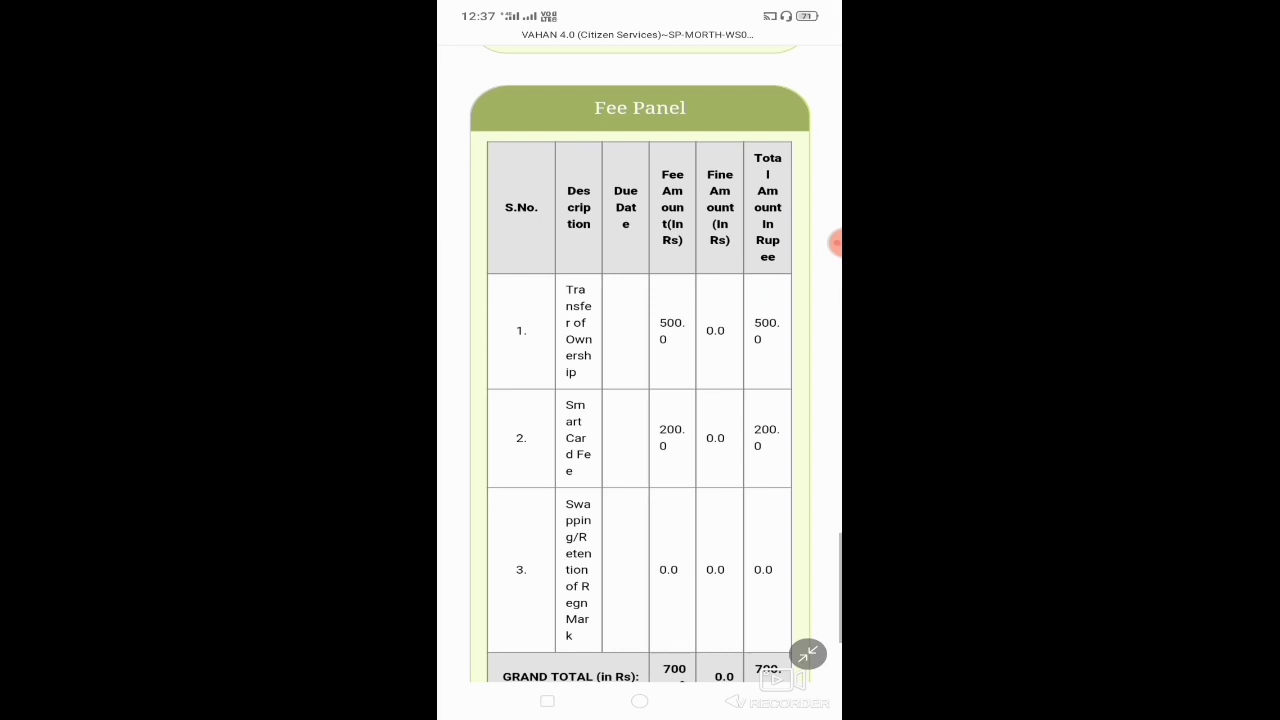 12:37
71
VAHAN 4.0 (Citizen Services)~SP-MORTH-WS0...
Fee Panel
S.No.
Des
crip
tion
Due
Dat
e
Fee
Am
oun
t(In
Rs)
Fine
Am
ount
(In
Rs)
Tota
l
Am
ount
In
Rup
ee
1.
Tra
nsfe
r of
Own
ersh
ip
500.
0
0.0
500.
0
2.
Sm
art
Car
d Fe
e
200.
0
0.0
200.
0
3.
Swa
ppin
g/R
eten
tion
of R
egn
Mar
k
0.0
0.0
0.0
GRAND TOTAL (in Rs):
700
0.0
700.
V RECORDER